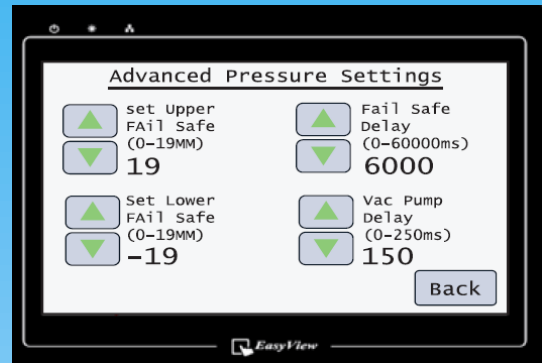 Advanced Pressure Settings
set Upper
FAil Safe
(0-19MM)
19
Fail Safe
Delay
(0-60000ms)
6000
Set Lower
FAil Safe
(0-19MM)
-19
Vac Pump
Delay
(0-250ms)
150
Back
EasyView